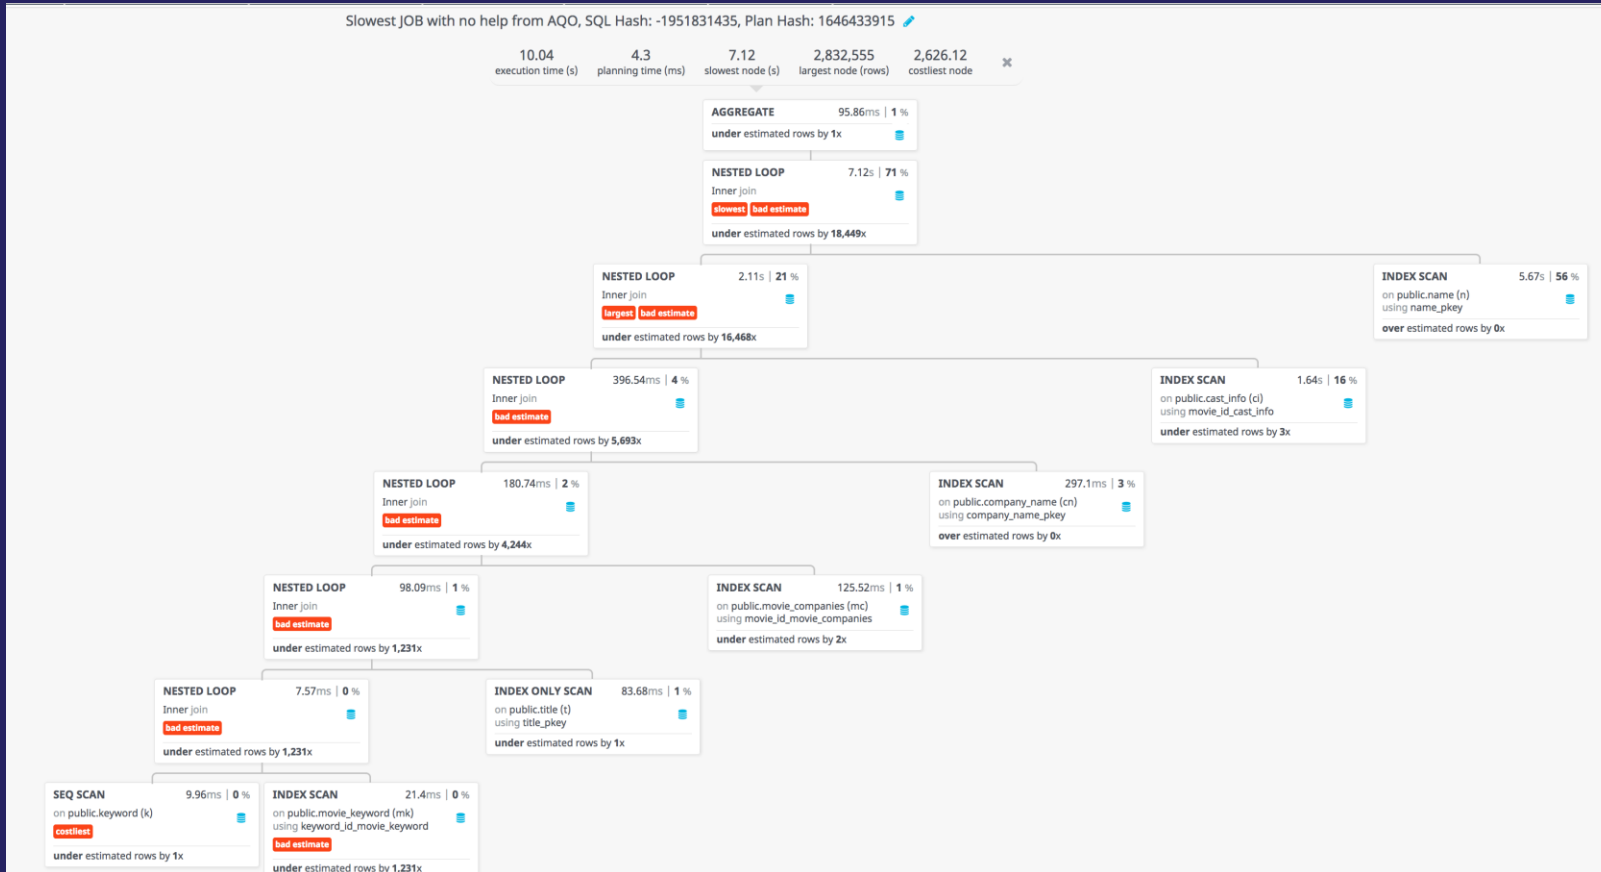 Slowest JOB with no help from AQO, SQL Hash: -1951831435, Plan Hash: 1646433915
10.04 4.3 7.12 2,832,555 2,626.12
execution time (s) planning time (ms) slowest node (s) largest node (rows) costliest node
AGGREGATE 95.86ms | 1 %
under estimated rows by 1x
NESTED LOOP 7.12s | 71 %
Inner join
slowest bad estimate
under estimated rows by 18,449x
NESTED LOOP 2.11s | 21 %
Inner join
largest bad estimate
under estimated rows by 16,468x
INDEX SCAN 5.67s | 56 %
on public.name (n)
using name_pkey
over estimated rows by 0x
NESTED LOOP 396.54ms | 4 %
Inner join
bad estimate
under estimated rows by 5,693x
INDEX SCAN 1.64s | 16 %
on public.cast_info (ci)
using movie_id_cast_info
under estimated rows by 3x
NESTED LOOP 180.74ms | 2 %
Inner join
bad estimate
under estimated rows by 4,244x
INDEX SCAN 297.1ms | 3 %
on public.company_name (cn)
using company_name_pkey
over estimated rows by 0x
NESTED LOOP 98.09ms | 1 %
Inner join
bad estimate
under estimated rows by 1,231x
INDEX SCAN 125.52ms | 1 %
on public.movie_companies (mc)
using movie_id_movie_companies
under estimated rows by 2x
NESTED LOOP 7.57ms | 0 %
Inner join
bad estimate
under estimated rows by 1,231x
INDEX ONLY SCAN 83.68ms | 1 %
on public.title (t)
using title_pkey
under estimated rows by 1x
SEQ SCAN 9.96ms | 0 %
on public.keyword (k)
costliest
under estimated rows by 1x
INDEX SCAN 21.4ms | 0 %
on public.movie_keyword (mk)
using keyword_id_movie_keyword
bad estimate
under estimated rows by 1,231x